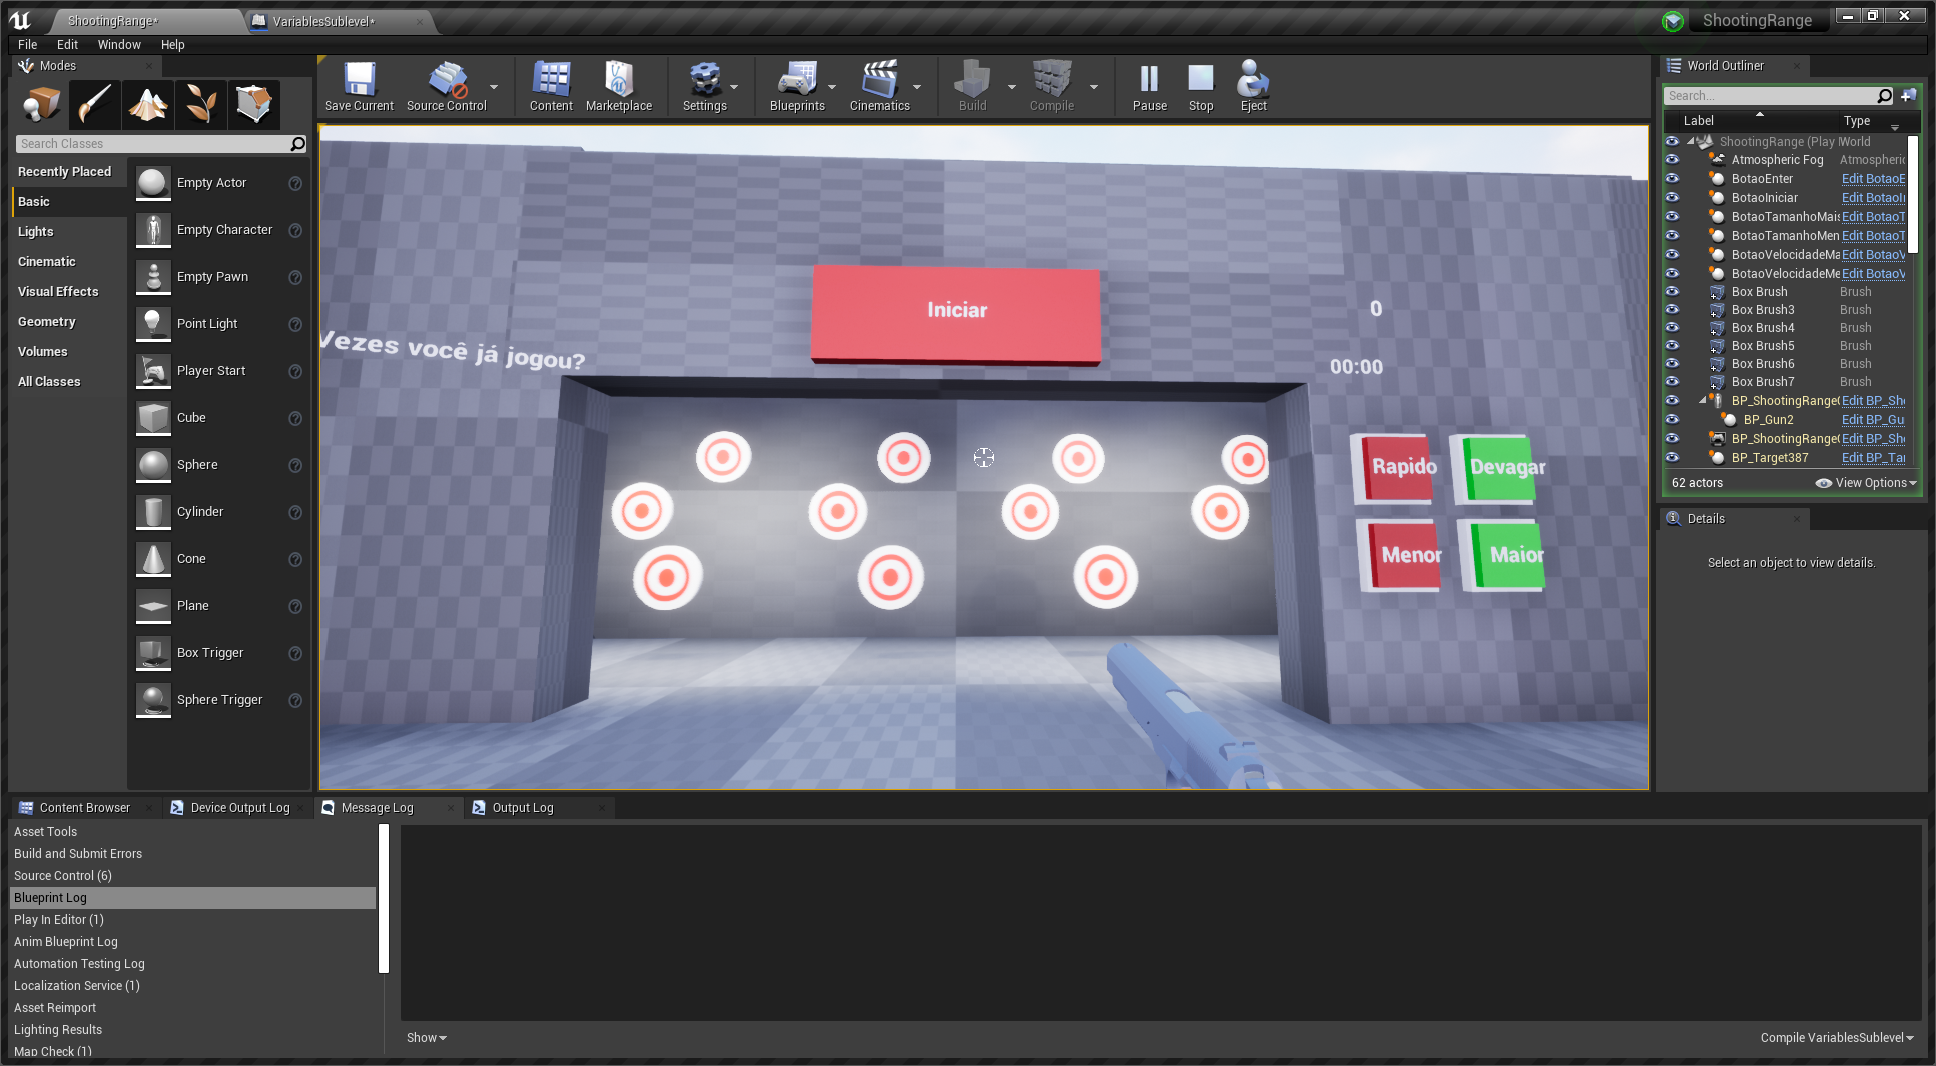 ShootingRange*
VariablesSublevel*
ShootingRange
File Edit Window Help
Modes
Search Classes
Recently Placed
Basic
Lights
Cinematic
Visual Effects
Geometry
Volumes
All Classes
Empty Actor
Empty Character
Empty Pawn
Point Light
Player Start
Cube
Sphere
Cylinder
Cone
Plane
Box Trigger
Sphere Trigger
Save Current
Source Control
Content
Marketplace
Settings
Blueprints
Cinematics
Build
Compile
Pause
Stop
Eject
Iniciar
0
Vezes você já jogou?
00:00
Rapido
Devagar
Menor
Maior
World Outliner
Search...
Label Type
ShootingRange (Play I World
Atmospheric Fog Atmospheric
BotaoEnter Edit BotaoE
BotaoIniciar Edit BotaoI
BotaoTamanhoMais Edit BotaoT
BotaoTamanhoMen Edit BotaoT
BotaoVelocidadeMa Edit BotaoV
BotaoVelocidadeMe Edit BotaoV
Box Brush Brush
Box Brush3 Brush
Box Brush4 Brush
Box Brush5 Brush
Box Brush6 Brush
Box Brush7 Brush
BP_ShootingRange Edit BP_Sho
BP_Gun2 Edit BP_Gu
BP_ShootingRange Edit BP_Sho
BP_Target387 Edit BP_Tar
62 actors
View Options
Details
Select an object to view details.
Content Browser
Device Output Log
Message Log
Output Log
Asset Tools
Build and Submit Errors
Source Control (6)
Blueprint Log
Play In Editor (1)
Anim Blueprint Log
Automation Testing Log
Localization Service (1)
Asset Reimport
Lighting Results
Map Check (1)
Show
Compile VariablesSublevel